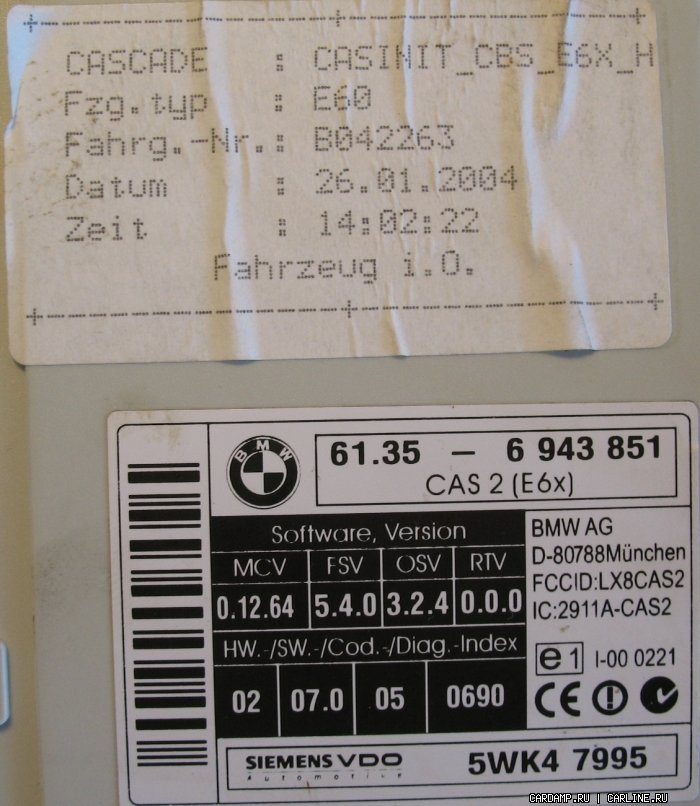 CASCADE : CASINIT_CBS_E6X_H
Fzg.typ : E60
Fahrg.-Nr.: B042263
Datum : 26.01.2004
Zeit : 14:02:22
Fahrzeug i.O.
BMW
61.35 – 6 943 851
CAS 2 (E6x)
Software, Version
MCV FSV OSV RTV
0.12.64 5.4.0 3.2.4 0.0.0
HW.-/SW.-/Cod.-/Diag.-Index
02 07.0 05 0690
BMW AG
D-80788München
FCCID:LX8CAS2
IC:2911A-CAS2
e1 I-00 0221
CE
SIEMENS VDO
Automotive
5WK4 7995
CARDAMP.RU | CARLINE.RU